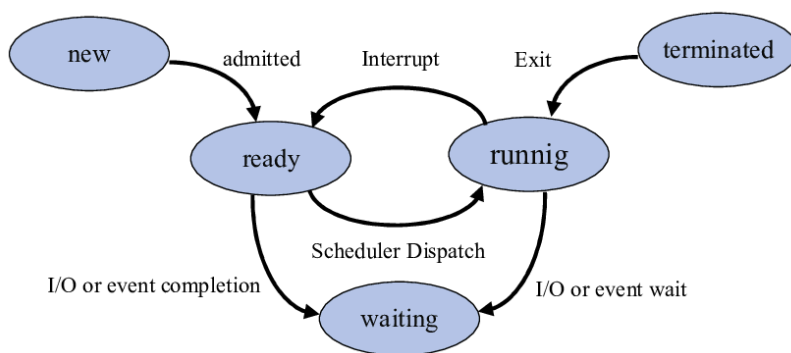 new
admitted
Interrupt
Exit
terminated
ready
runnig
Scheduler Dispatch
I/O or event completion
I/O or event wait
waiting